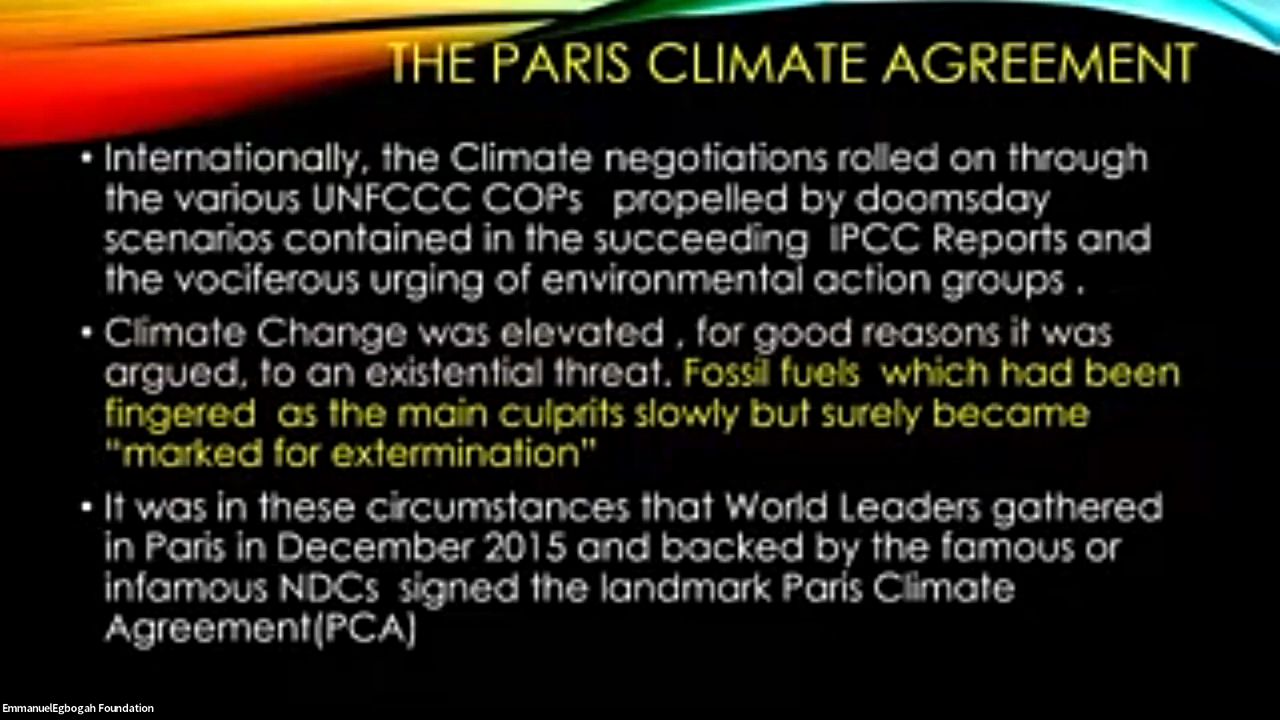 THE PARIS CLIMATE AGREEMENT
• Internationally, the Climate negotiations rolled on through
the various UNFCCC COPs propelled by doomsday
scenarios contained in the succeeding IPCC Reports and
the vociferous urging of environmental action groups .
• Climate Change was elevated , for good reasons it was
argued, to an existential threat. Fossil fuels which had been
fingered as the main culprits slowly but surely became
"marked for extermination"
• It was in these circumstances that World Leaders gathered
in Paris in December 2015 and backed by the famous or
infamous NDCs signed the landmark Paris Climate
Agreement(PCA)
EmmanuelEgbogah Foundation